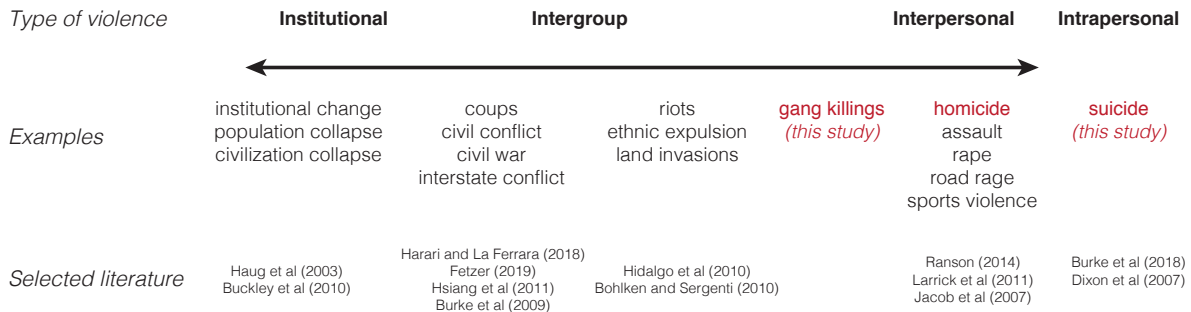 Type of violence Institutional Intergroup Interpersonal Intrapersonal
Examples
institutional change
population collapse
civilization collapse
coups
civil conflict
civil war
interstate conflict
riots
ethnic expulsion
land invasions
gang killings
(this study)
homicide
assault
rape
road rage
sports violence
suicide
(this study)
Selected literature
Haug et al (2003)
Buckley et al (2010)
Harari and La Ferrara (2018)
Fetzer (2019)
Hsiang et al (2011)
Burke et al (2009)
Hidalgo et al (2010)
Bohlken and Sergenti (2010)
Ranson (2014)
Larrick et al (2011)
Jacob et al (2007)
Burke et al (2018)
Dixon et al (2007)